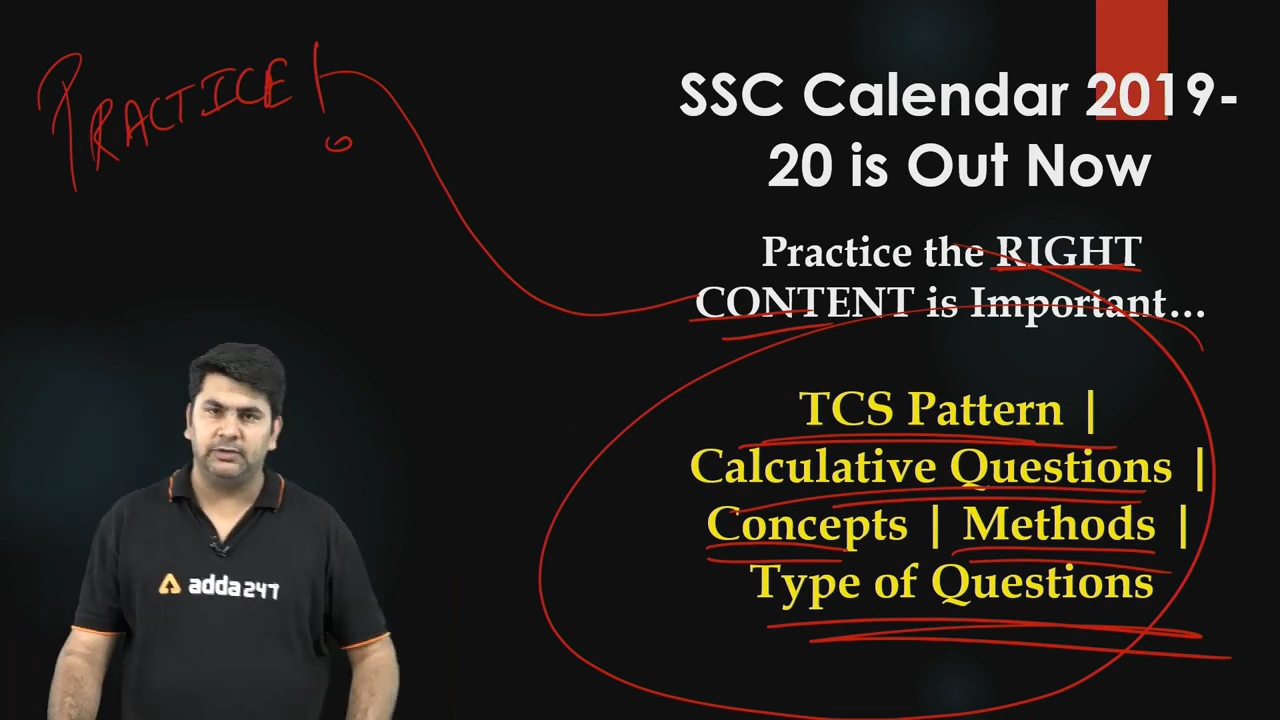 PRACTICE!
SSC Calendar 2019-
20 is Out Now
Practice the RIGHT
CONTENT is Important...
TCS Pattern |
Calculative Questions |
Concepts | Methods |
Type of Questions
adda247